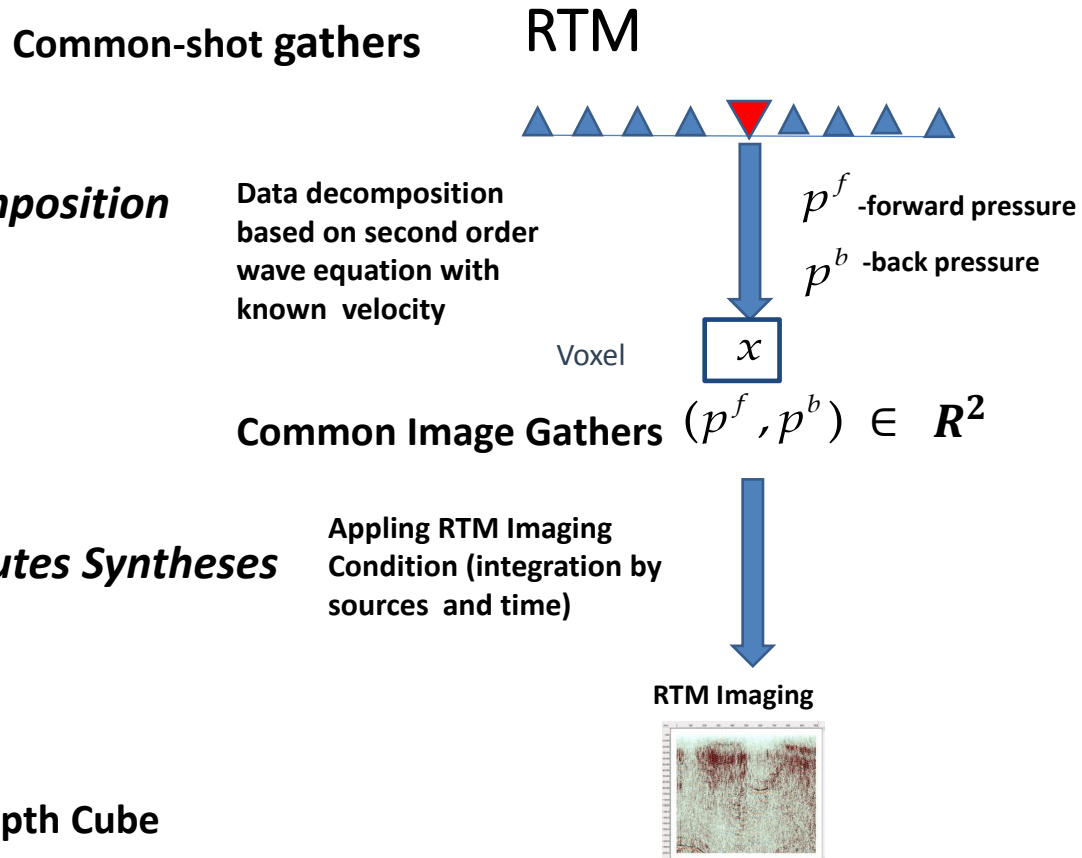 RTM
Common-shot gathers
mposition
Data decomposition
based on second order
wave equation with
known velocity
p^f -forward pressure
p^b -back pressure
Voxel
x
Common Image Gathers (p^f, p^b) ∈ R^2
utes Syntheses
Appling RTM Imaging
Condition (integration by
sources and time)
RTM Imaging
pth Cube